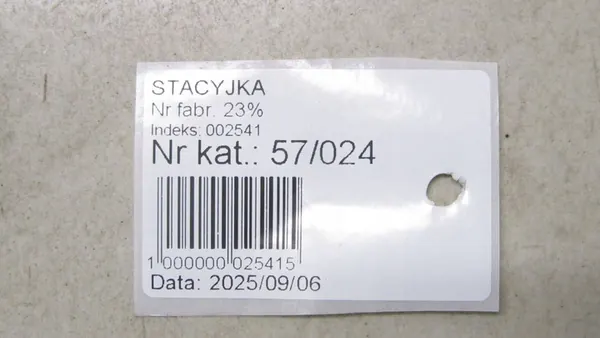 STACYJKA
Nr fabr. 23%
Indeks: 002541
Nr kat.: 57/024
1 000000 025415
Data: 2025/09/06